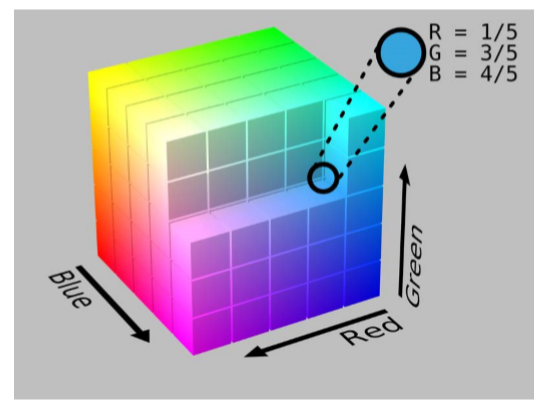 R = 1/5
G = 3/5
B = 4/5
Blue
Red
Green